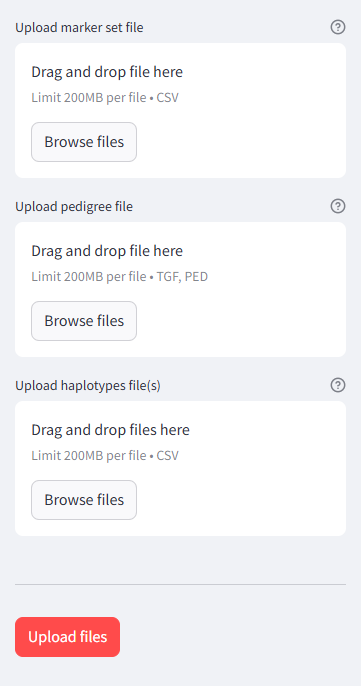 Upload marker set file
Drag and drop file here
Limit 200MB per file • CSV
Browse files
Upload pedigree file
Drag and drop file here
Limit 200MB per file • TGF, PED
Browse files
Upload haplotypes file(s)
Drag and drop files here
Limit 200MB per file • CSV
Browse files
Upload files